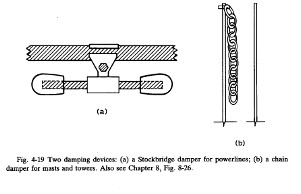 (a)
(b)
Fig. 4-19 Two damping devices: (a) a Stockbridge damper for powerlines; (b) a chain
damper for masts and towers. Also see Chapter 8, Fig. 8-26.